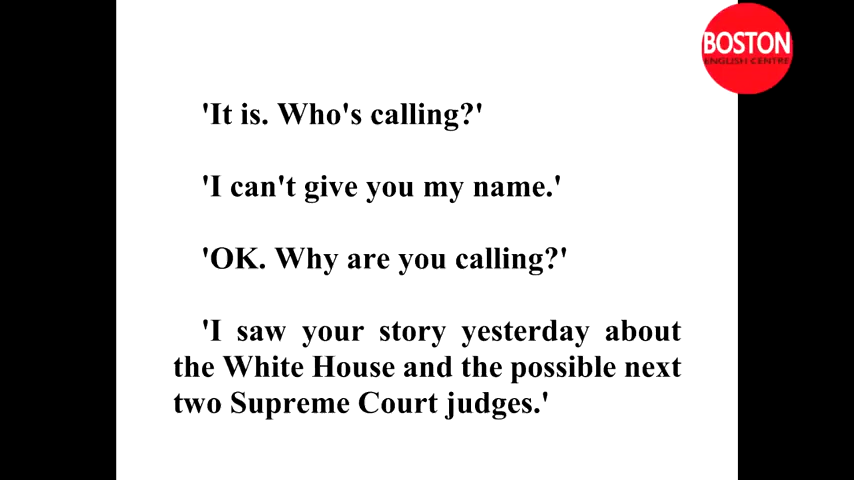 BOSTON
ENGLISH CENTRE
'It is. Who's calling?'
'I can't give you my name.'
'OK. Why are you calling?'
'I saw your story yesterday about
the White House and the possible next
two Supreme Court judges.'